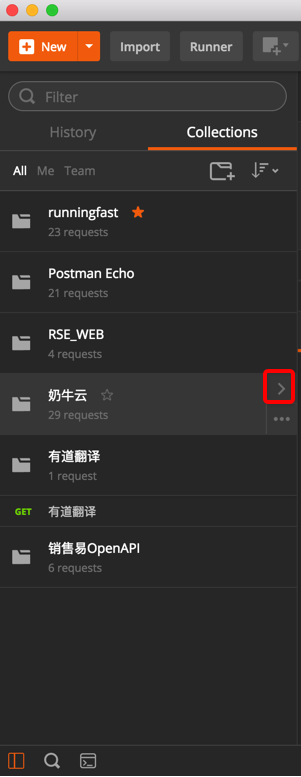 New
Import
Runner
Filter
History
Collections
All Me Team
runningfast
23 requests
Postman Echo
21 requests
RSE_WEB
4 requests
奶牛云
29 requests
有道翻译
1 request
GET 有道翻译
销售易OpenAPI
6 requests